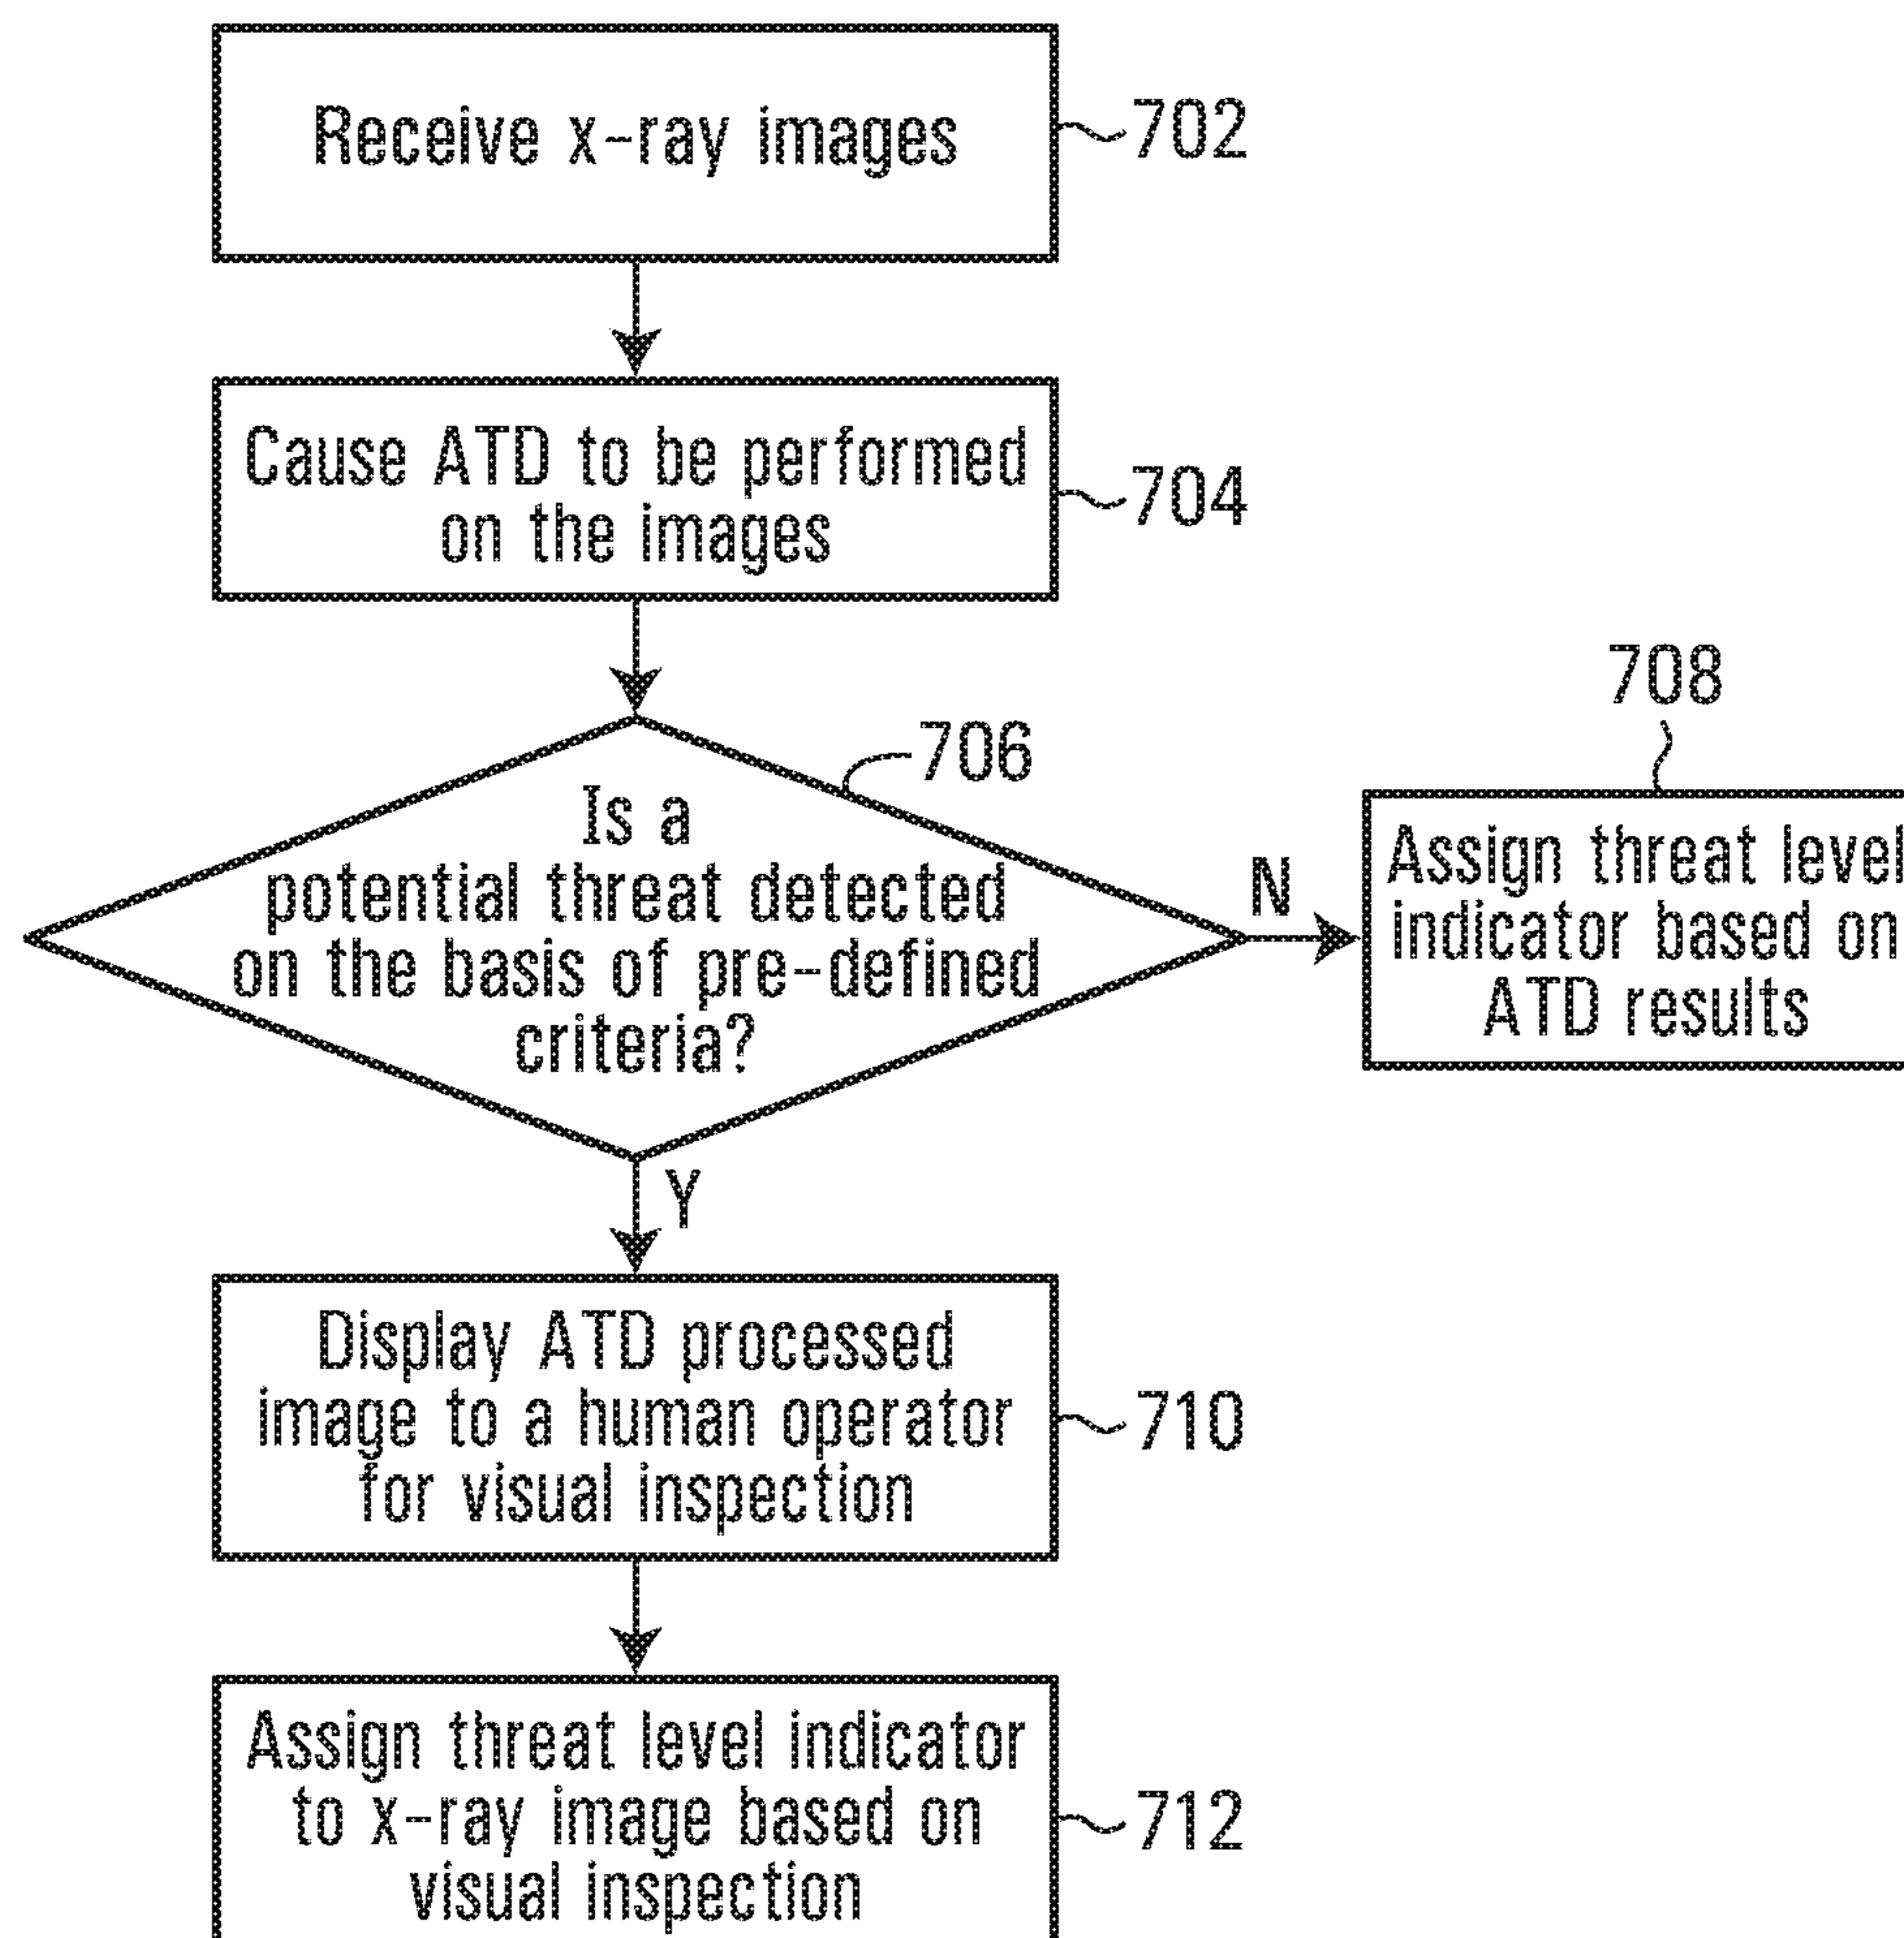 Receive x-ray images
702
Cause ATD to be performed
on the images
704
706
Is a
potential threat detected
on the basis of pre-defined
criteria?
N
708
Assign threat level
indicator based on
ATD results
Y
Display ATD processed
image to a human operator
for visual inspection
710
Assign threat level indicator
to x-ray image based on
visual inspection
712